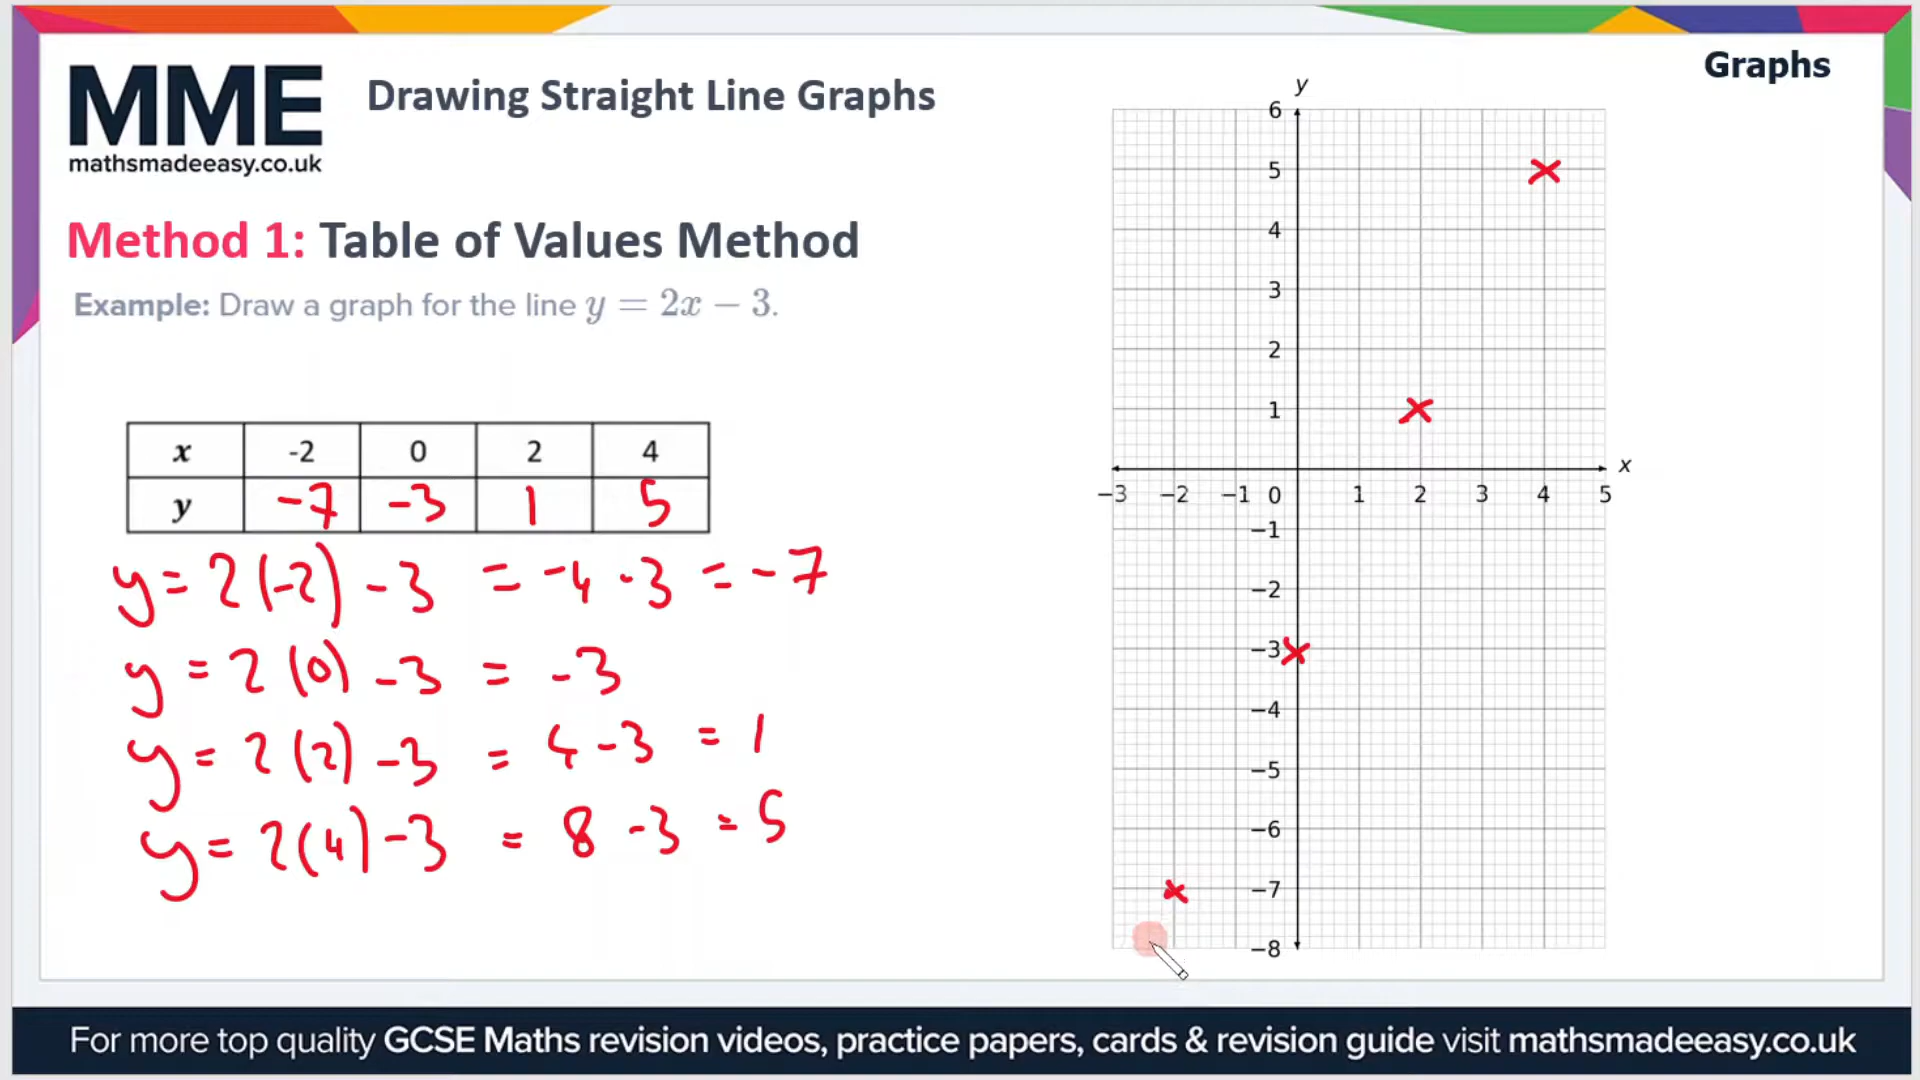 MME
mathsmadeeasy.co.uk
Drawing Straight Line Graphs
Graphs
Method 1: Table of Values Method
Example: Draw a graph for the line y = 2x − 3.
x -2 0 2 4
y -7 -3 1 5
y = 2(-2) - 3 = -4 - 3 = -7
y = 2(0) - 3 = -3
y = 2(2) - 3 = 4 - 3 = 1
y = 2(4) - 3 = 8 - 3 = 5
y
6
5
4
3
2
1
x
−3 −2 −1 0 1 2 3 4 5
−1
−2
−3
−4
−5
−6
−7
−8
For more top quality GCSE Maths revision videos, practice papers, cards & revision guide visit mathsmadeeasy.co.uk